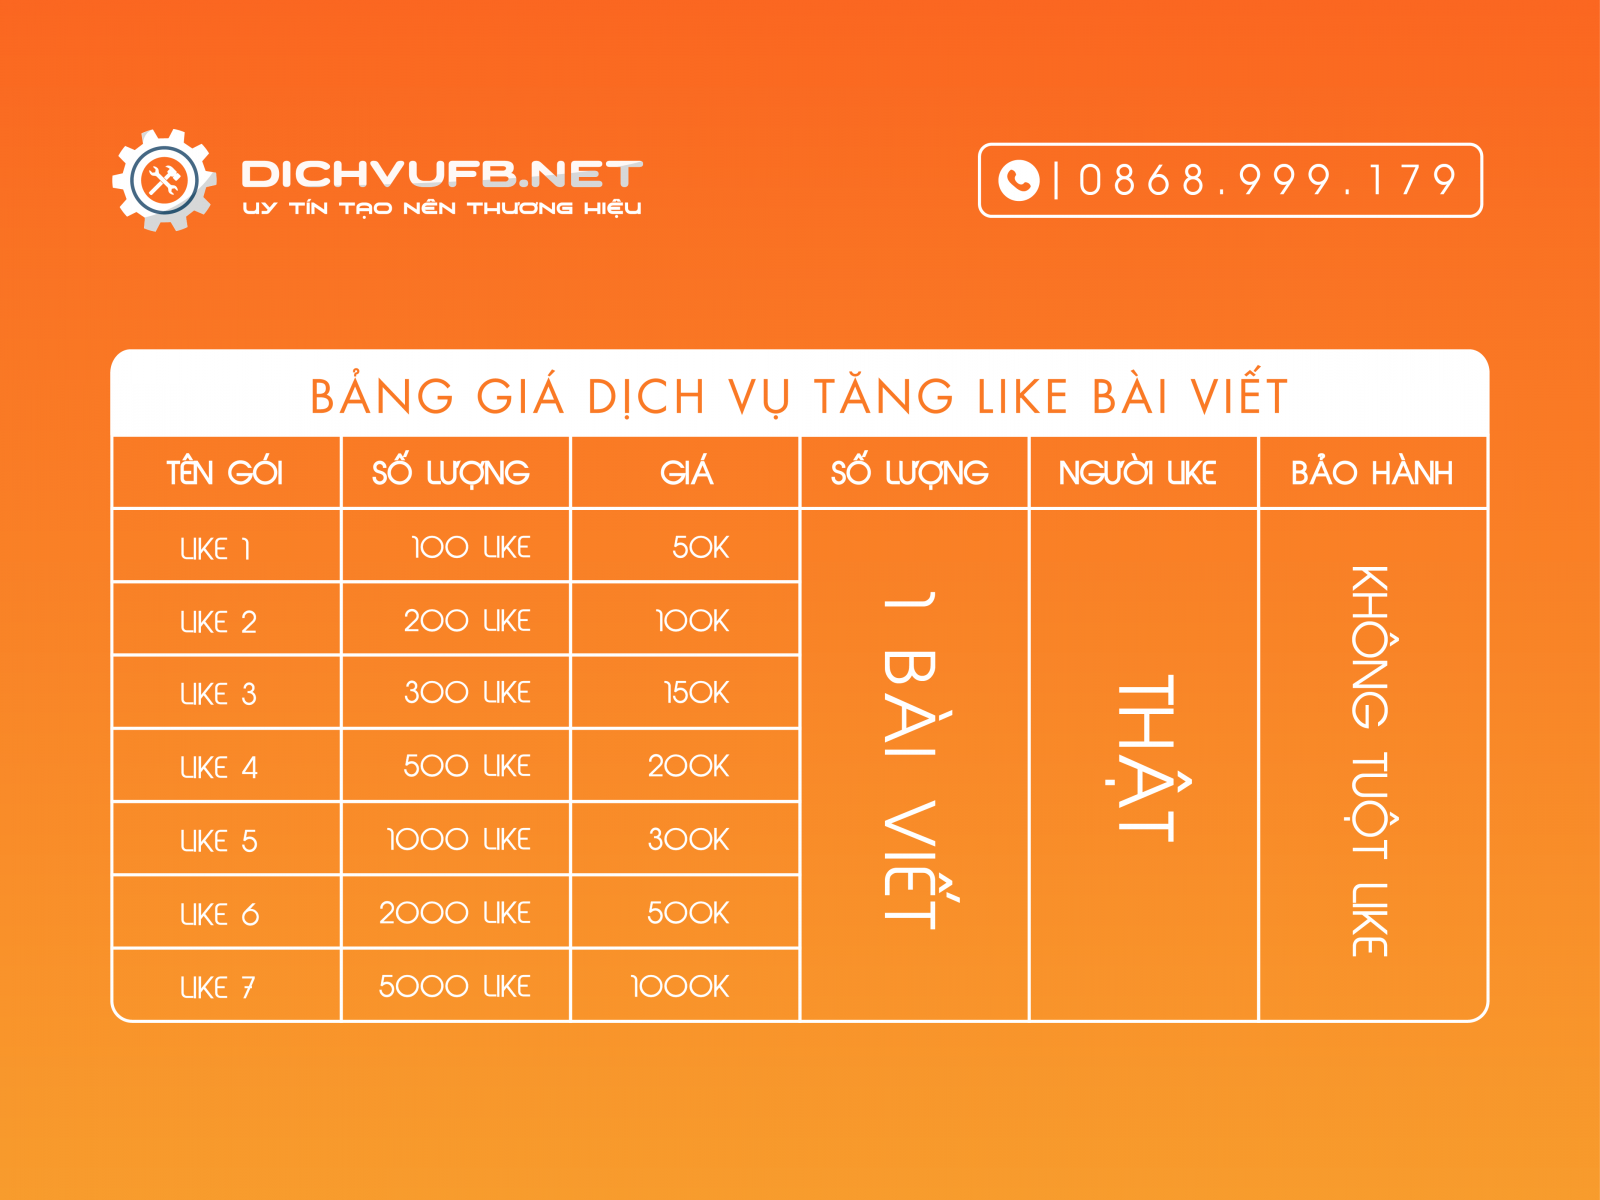 DICHVUFB.NET
UY TÍN TẠO NÊN THƯƠNG HIỆU
0868.999.179
BẢNG GIÁ DỊCH VỤ TĂNG LIKE BÀI VIẾT
TÊN GÓI SỐ LƯỢNG GIÁ SỐ LƯỢNG NGƯỜI LIKE BẢO HÀNH
LIKE 1 100 LIKE 50K
LIKE 2 200 LIKE 100K
LIKE 3 300 LIKE 150K
LIKE 4 500 LIKE 200K
LIKE 5 1000 LIKE 300K
LIKE 6 2000 LIKE 500K
LIKE 7 5000 LIKE 1000K
1 BÀI VIẾT
THẬT
KHÔNG TUỘT LIKE